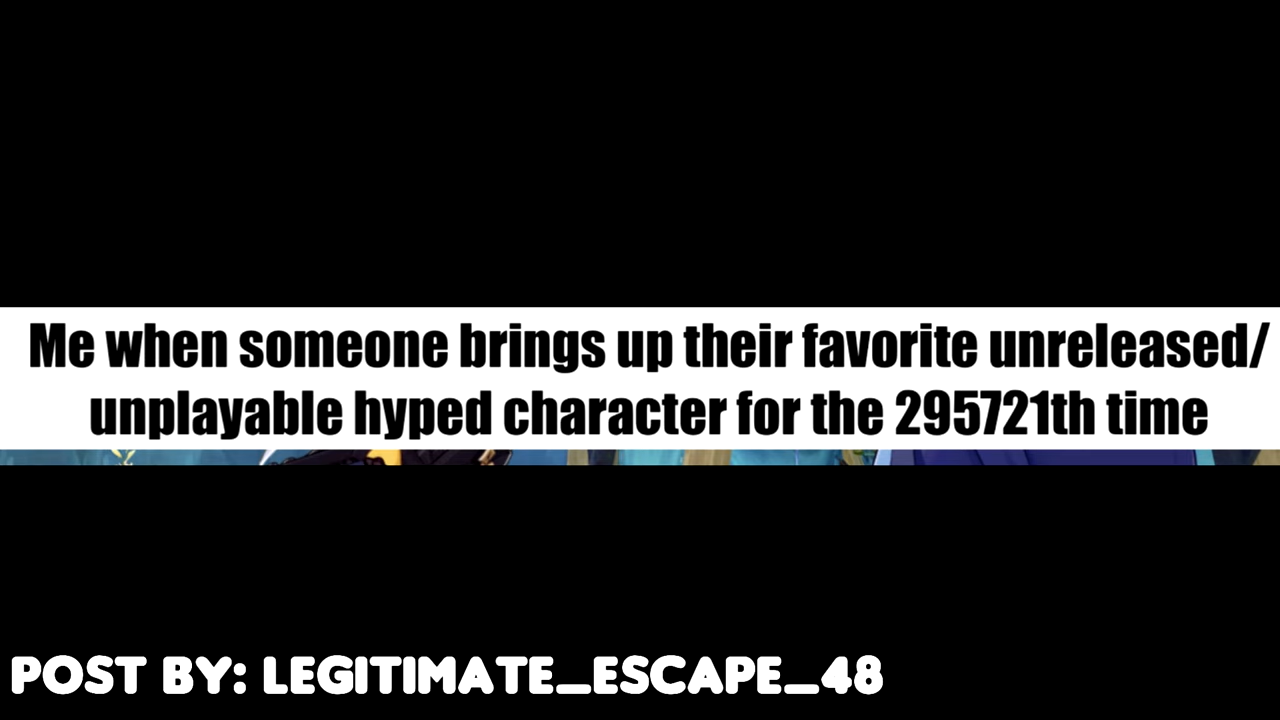 Me when someone brings up their favorite unreleased/
unplayable hyped character for the 295721th time
POST BY: LEGITIMATE_ESCAPE_48